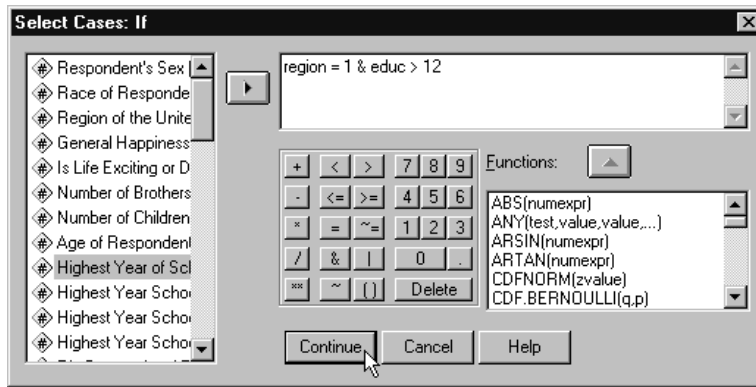 Select Cases: If
Respondent's Sex
Race of Responde
Region of the Unite
General Happiness
Is Life Exciting or D
Number of Brothers
Number of Children
Age of Respondent
Highest Year of Scl
Highest Year Schoo
Highest Year Schoo
Highest Year Schoo
region = 1 & educ > 12
+ < > 7 8 9
- <= >= 4 5 6
* = ~= 1 2 3
/ & | 0 .
** ~ () Delete
Functions:
ABS(numexpr)
ANY(test,value,value,...)
ARSIN(numexpr)
ARTAN(numexpr)
CDFNORM(zvalue)
CDF.BERNOULLI(q,p)
Continue Cancel Help